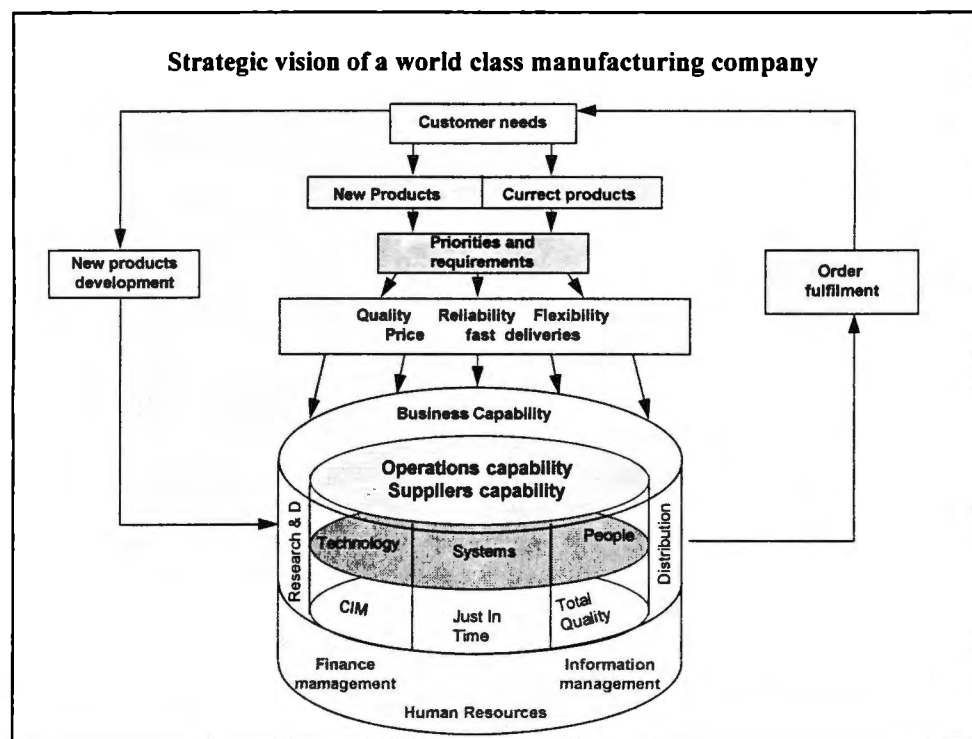 Strategic vision of a world class manufacturing company
Customer needs
New Products
Currect products
Priorities and
requirements
New products
development
Order
fulfilment
Quality Reliability Flexibility
Price fast deliveries
Business Capability
Operations capability
Suppliers capability
Research & D
Technology
Systems
People
Distribution
CIM
Just In
Time
Total
Quality
Finance
mamagement
Information
management
Human Resources